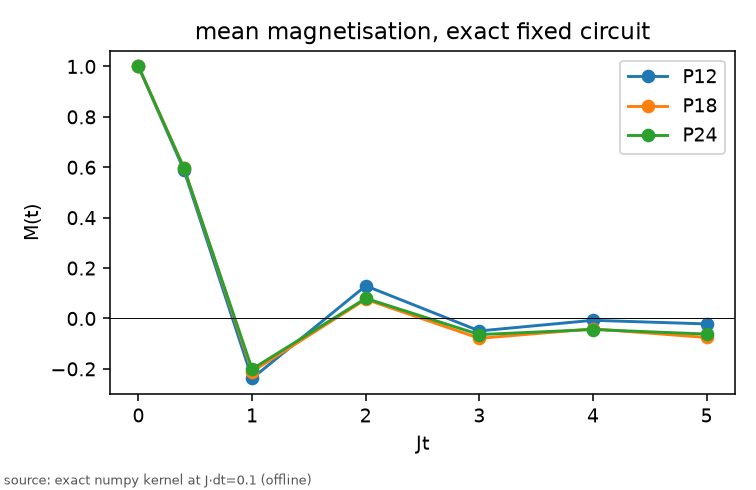 mean magnetisation, exact fixed circuit
1.0
0.8
0.6
0.4
0.2
0.0
−0.2
M(t)
P12
P18
P24
0 1 2 3 4 5
Jt
source: exact numpy kernel at J·dt=0.1 (offline)